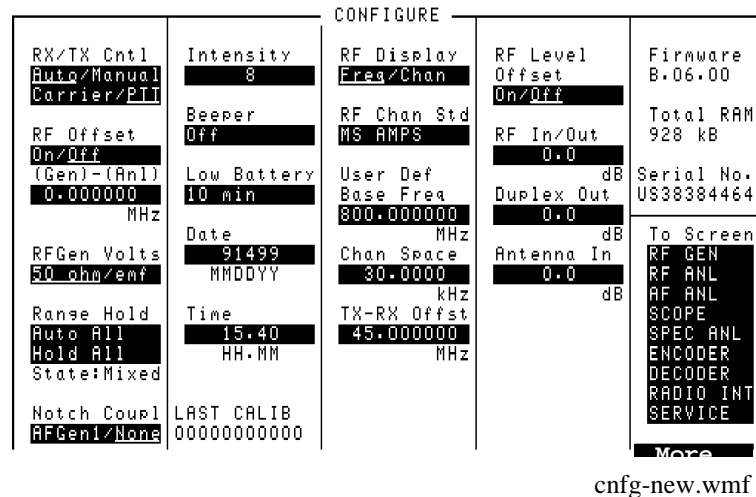 CONFIGURE
RX/TX Cntl
Auto/Manual
Carrier/PTT
RF Offset
On/Off
(Gen)-(Anl)
0.000000
MHz
RFGen Volts
50 ohm/emf
Range Hold
Auto All
Hold All
State:Mixed
Notch Coupl
AFGen1/None
Intensity
8
Beeper
Off
Low Battery
10 min
Date
91499
MMDDYY
Time
15.40
HH.MM
LAST CALIB
00000000000
RF Display
Freq/Chan
RF Chan Std
MS AMPS
User Def
Base Freq
800.000000
MHz
Chan Space
30.0000
kHz
TX-RX Offst
45.000000
MHz
RF Level
Offset
On/Off
RF In/Out
0.0
dB
Duplex Out
0.0
dB
Antenna In
0.0
dB
Firmware
B.06.00
Total RAM
928 kB
Serial No.
US38384464
To Screen
RF GEN
RF ANL
AF ANL
SCOPE
SPEC ANL
ENCODER
DECODER
RADIO INT
SERVICE
More
cnfg-new.wmf